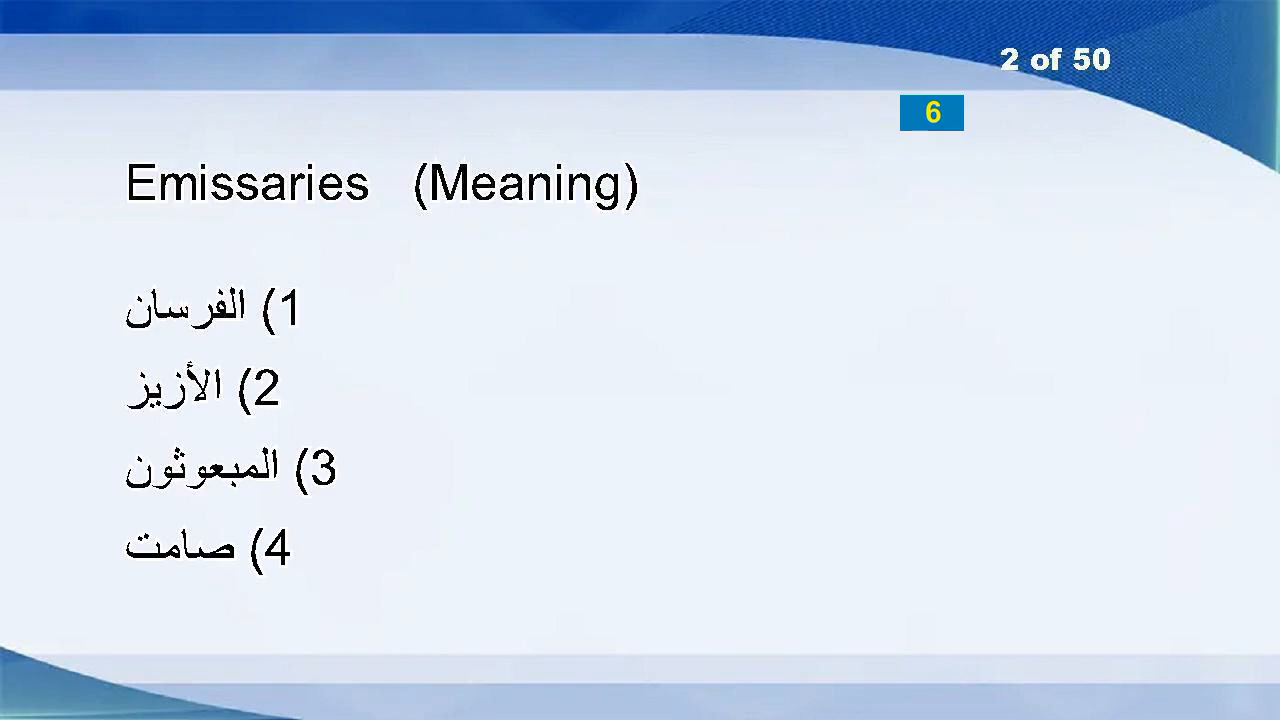 2 of 50
6
Emissaries (Meaning)
1) الفرسان
2) الأزيز
3) المبعوثون
4) صامت